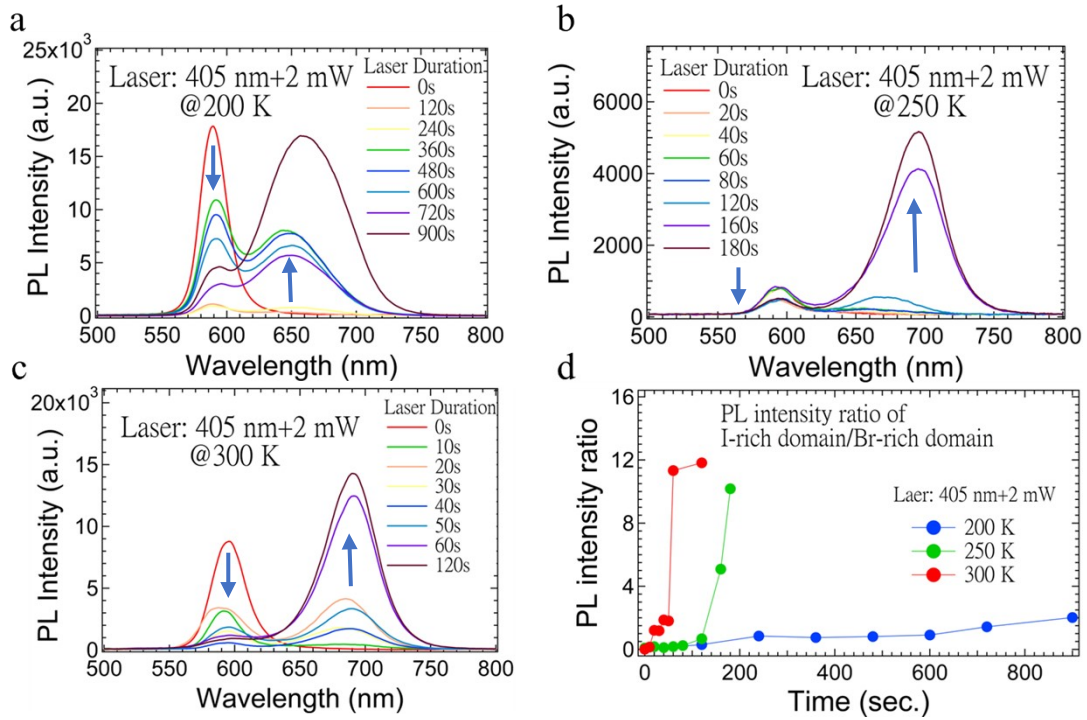 a
25x10³
20
15
10
5
0
500
550
600
650
700
750
800
PL Intensity (a.u.)
Wavelength (nm)
Laser: 405 nm+2 mW
@200 K
Laser Duration
0s
120s
240s
360s
480s
600s
720s
900s
b
6000
4000
2000
0
500
550
600
650
700
750
800
PL Intensity (a.u.)
Wavelength (nm)
Laser Duration
0s
20s
40s
60s
80s
120s
160s
180s
Laser: 405 nm+2 mW
@250 K
c
20x10³
15
10
5
0
500
550
600
650
700
750
800
PL Intensity (a.u.)
Wavelength (nm)
Laser: 405 nm+2 mW
@300 K
Laser Duration
0s
10s
20s
30s
40s
50s
60s
120s
d
16
12
8
4
0
0
200
400
600
800
PL intensity ratio
Time (sec.)
PL intensity ratio of
I-rich domain/Br-rich domain
Laer: 405 nm+2 mW
200 K
250 K
300 K